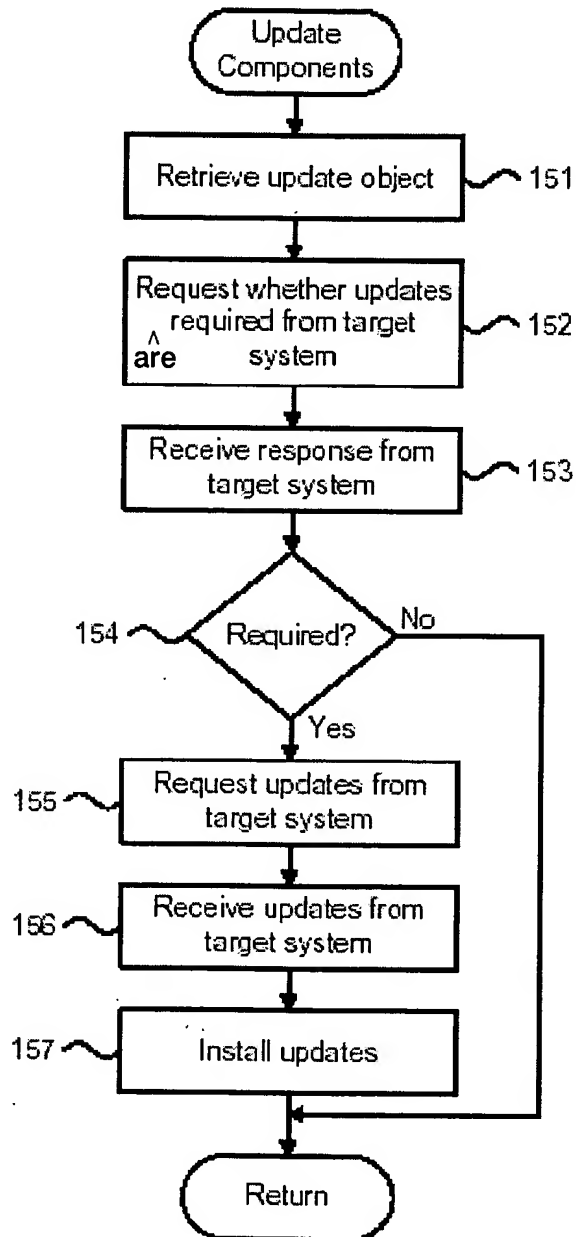 Update
Components
Retrieve update object
151
Request whether updates
^
required from target
are
system
152
Receive response from
target system
153
154
Required?
No
Yes
155
Request updates from
target system
156
Receive updates from
target system
157
Install updates
Return